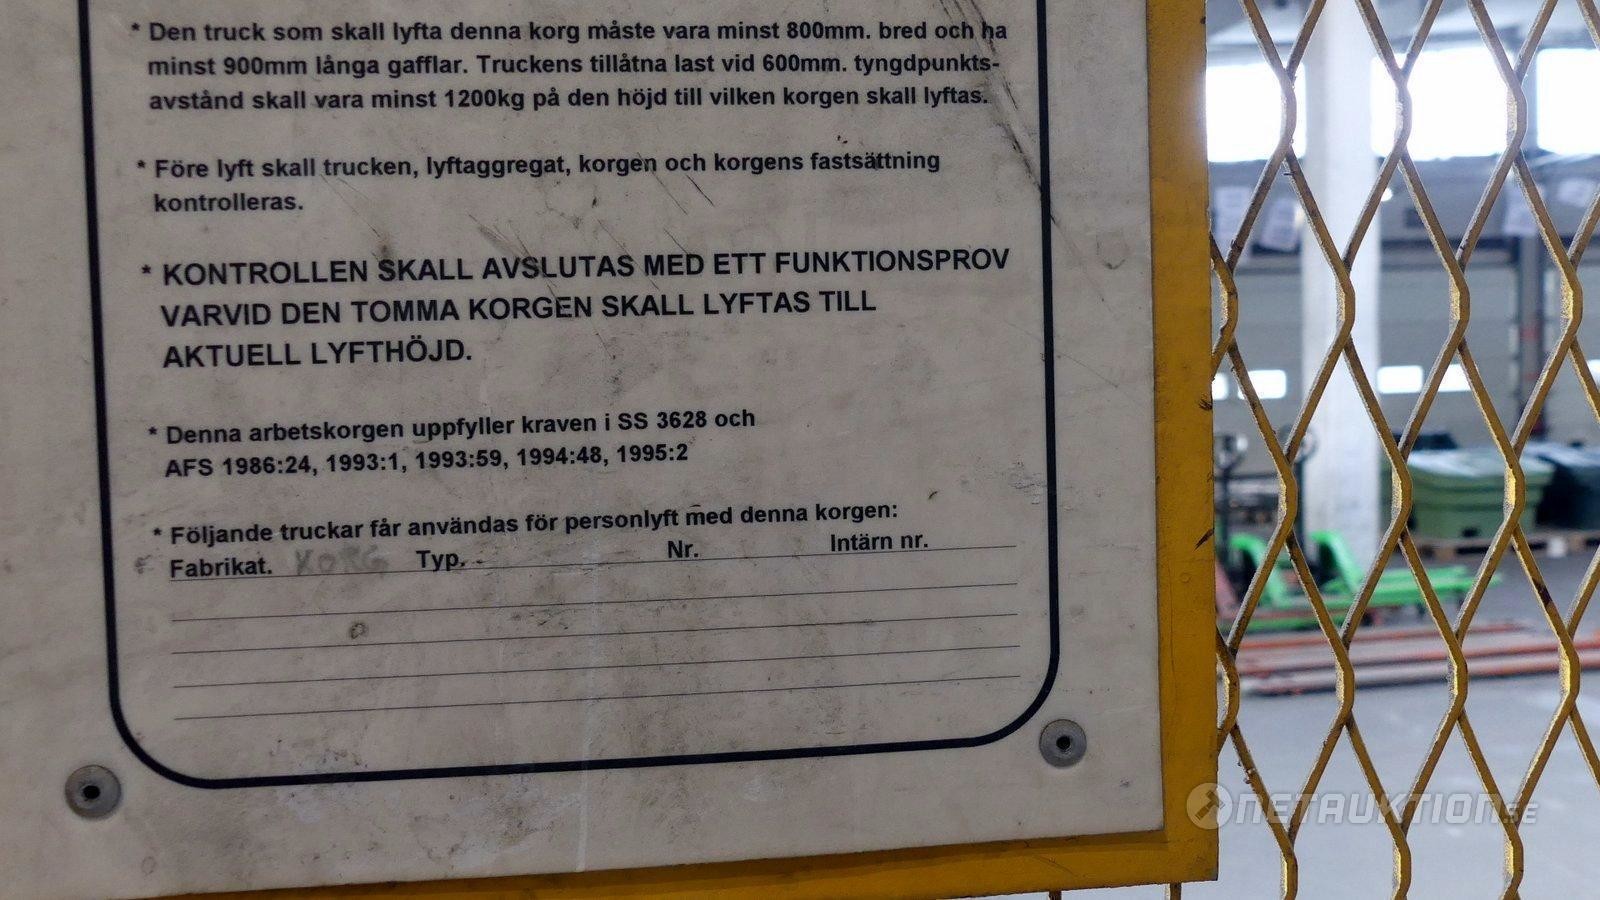 * Den truck som skall lyfta denna korg måste vara minst 800mm. bred och ha
minst 900mm långa gafflar. Truckens tillåtna last vid 600mm. tyngdpunkts-
avstånd skall vara minst 1200kg på den höjd till vilken korgen skall lyftas.
* Före lyft skall trucken, lyftaggregat, korgen och korgens fastsättning
kontrolleras.
* KONTROLLEN SKALL AVSLUTAS MED ETT FUNKTIONSPROV
VARVID DEN TOMMA KORGEN SKALL LYFTAS TILL
AKTUELL LYFTHÖJD.
* Denna arbetskorgen uppfyller kraven i SS 3628 och
AFS 1986:24, 1993:1, 1993:59, 1994:48, 1995:2
* Följande truckar får användas för personlyft med denna korgen:
Fabrikat. KORG Typ. Nr. Intärn nr.
NETAUKTION.SE